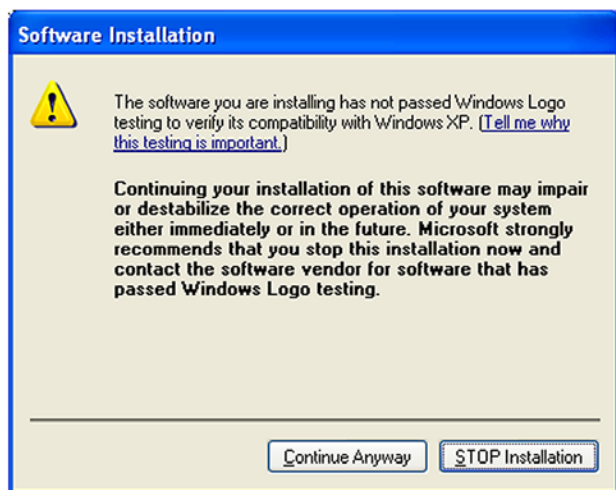 Software Installation
The software you are installing has not passed Windows Logo
testing to verify its compatibility with Windows XP. (Tell me why
this testing is important.)
Continuing your installation of this software may impair
or destabilize the correct operation of your system
either immediately or in the future. Microsoft strongly
recommends that you stop this installation now and
contact the software vendor for software that has
passed Windows Logo testing.
Continue Anyway
STOP Installation